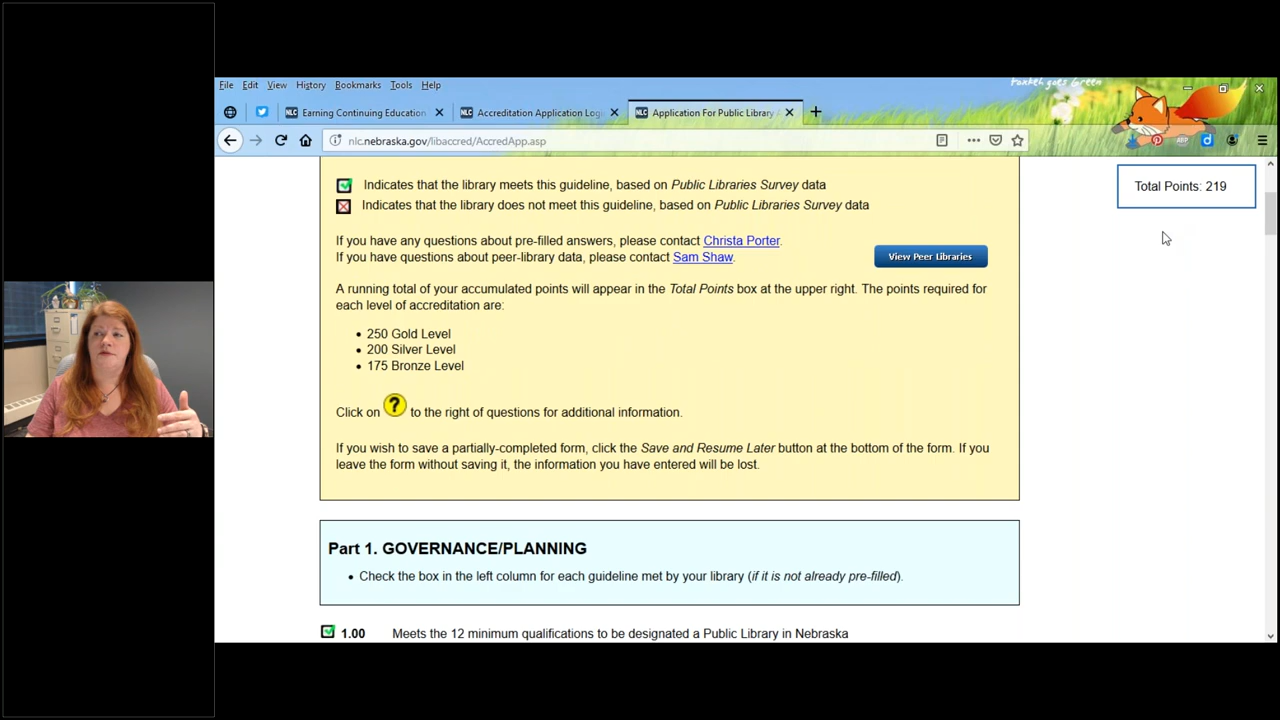 foxkeh goes Green
File Edit View History Bookmarks Tools Help
NLC Earning Continuing Education
NLC Accreditation Application Log
NLC Application For Public Library
nlc.nebraska.gov/libaccred/AccredApp.asp
ABP
d
Total Points: 219
Indicates that the library meets this guideline, based on Public Libraries Survey data
Indicates that the library does not meet this guideline, based on Public Libraries Survey data
If you have any questions about pre-filled answers, please contact Christa Porter.
If you have questions about peer-library data, please contact Sam Shaw.
View Peer Libraries
A running total of your accumulated points will appear in the Total Points box at the upper right. The points required for
each level of accreditation are:
• 250 Gold Level
• 200 Silver Level
• 175 Bronze Level
Click on ? to the right of questions for additional information.
If you wish to save a partially-completed form, click the Save and Resume Later button at the bottom of the form. If you
leave the form without saving it, the information you have entered will be lost.
Part 1. GOVERNANCE/PLANNING
• Check the box in the left column for each guideline met by your library (if it is not already pre-filled).
1.00 Meets the 12 minimum qualifications to be designated a Public Library in Nebraska